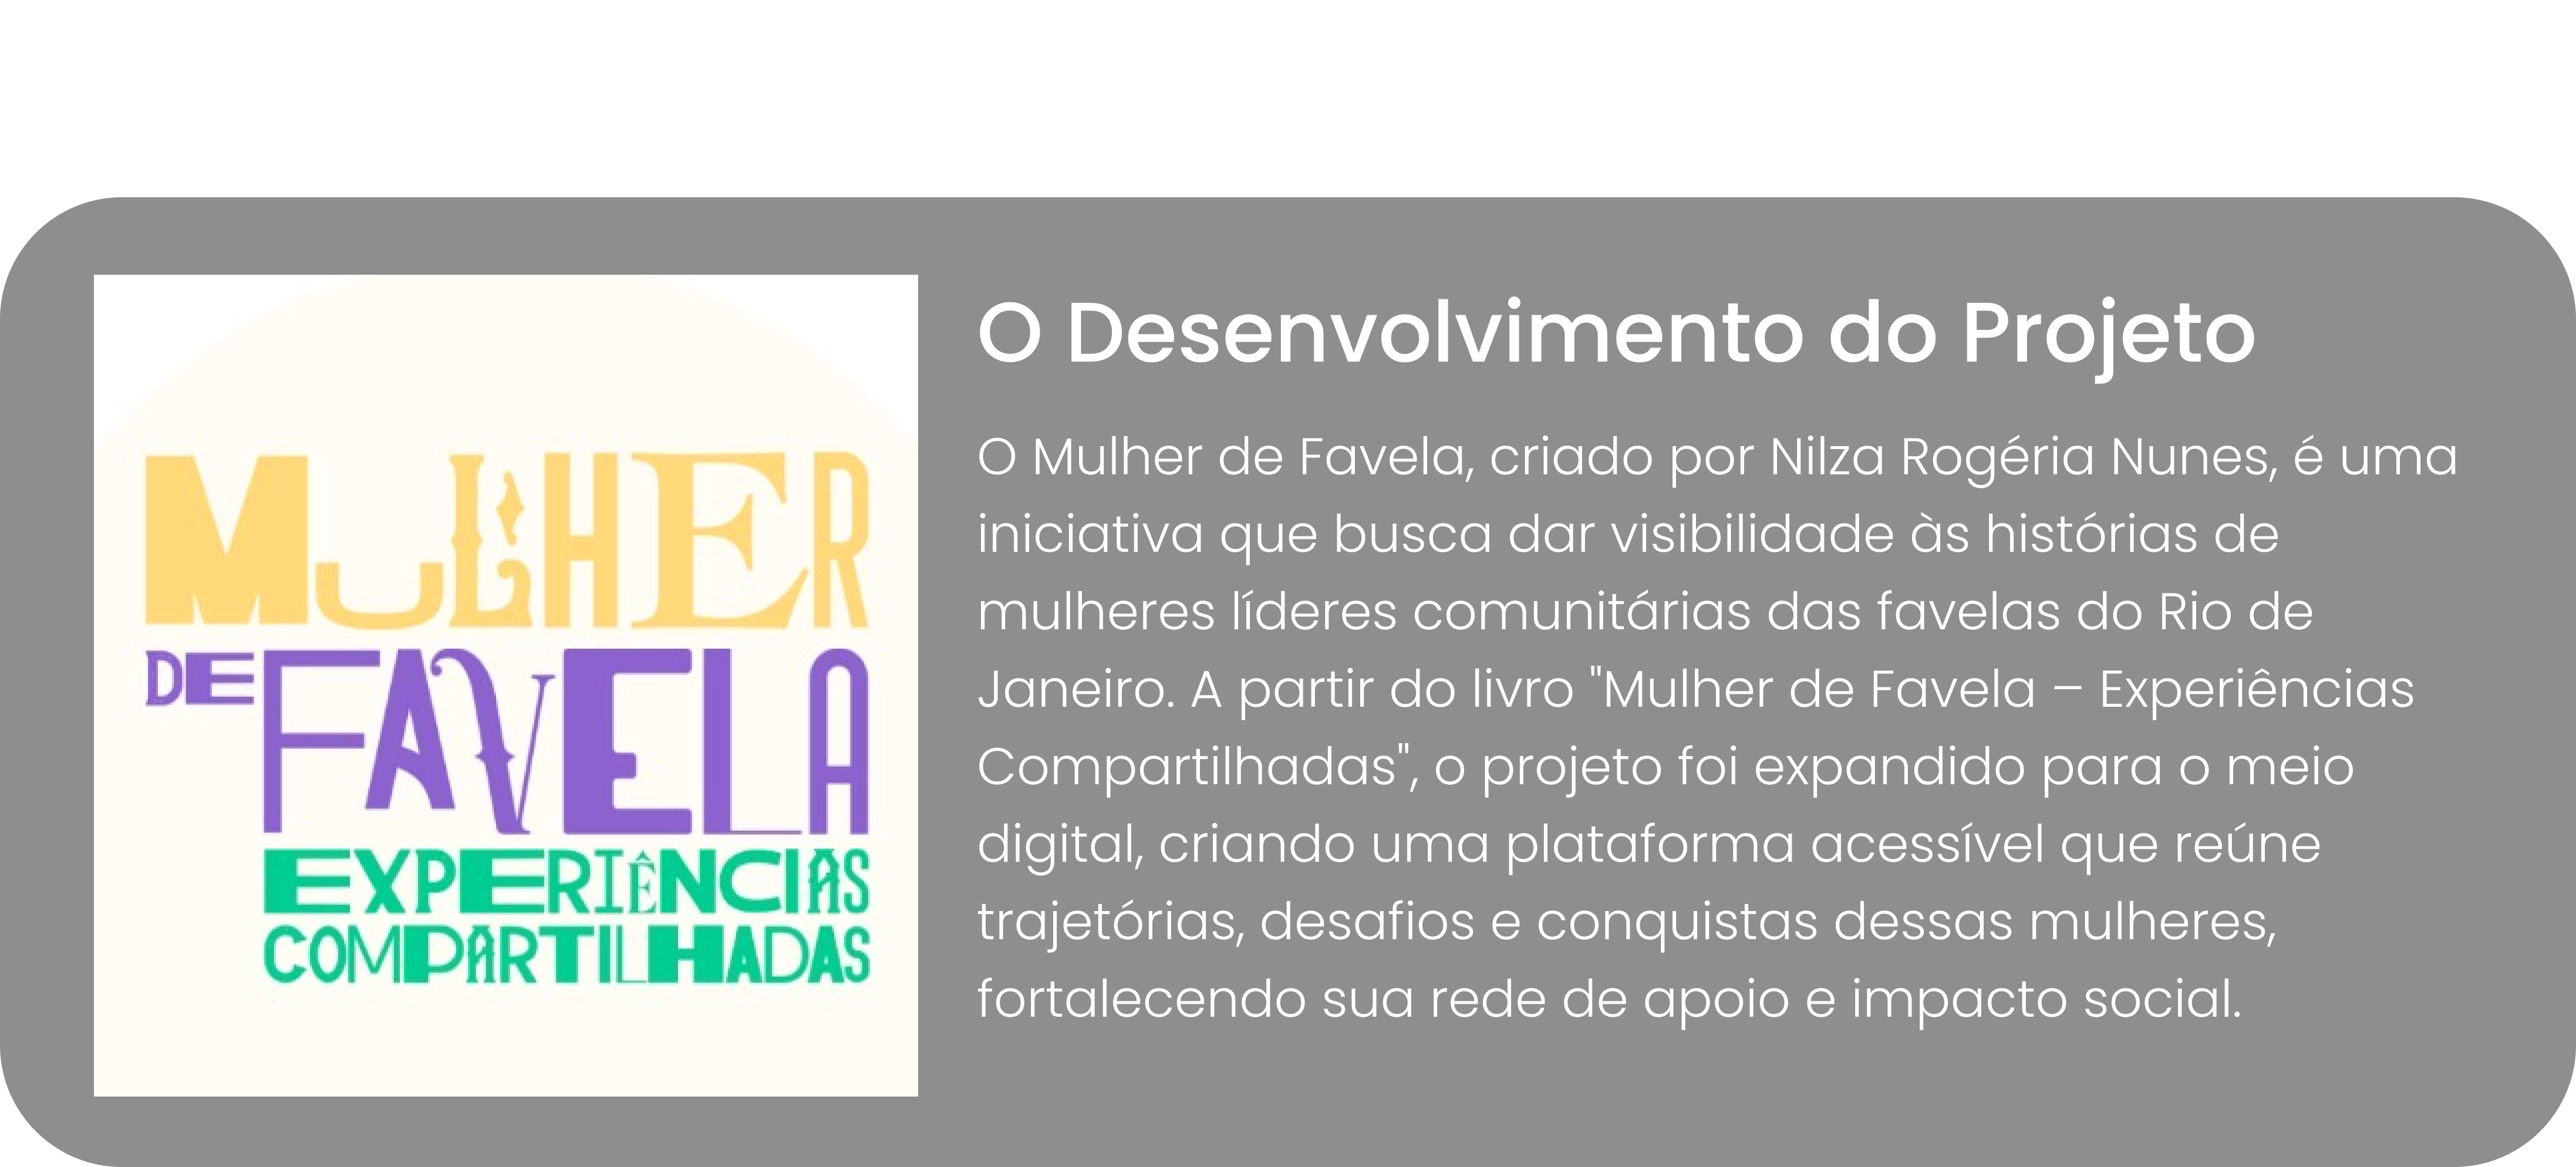 MULHER
DE FAVELA
EXPERIÊNCIAS
COMPARTILHADAS
O Desenvolvimento do Projeto
O Mulher de Favela, criado por Nilza Rogéria Nunes, é uma
iniciativa que busca dar visibilidade às histórias de
mulheres líderes comunitárias das favelas do Rio de
Janeiro. A partir do livro "Mulher de Favela – Experiências
Compartilhadas", o projeto foi expandido para o meio
digital, criando uma plataforma acessível que reúne
trajetórias, desafios e conquistas dessas mulheres,
fortalecendo sua rede de apoio e impacto social.